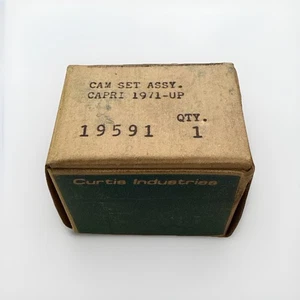 CAM SET ASSY.
CAPRI 1971-UP
QTY.
19591 1
Curtis Industries